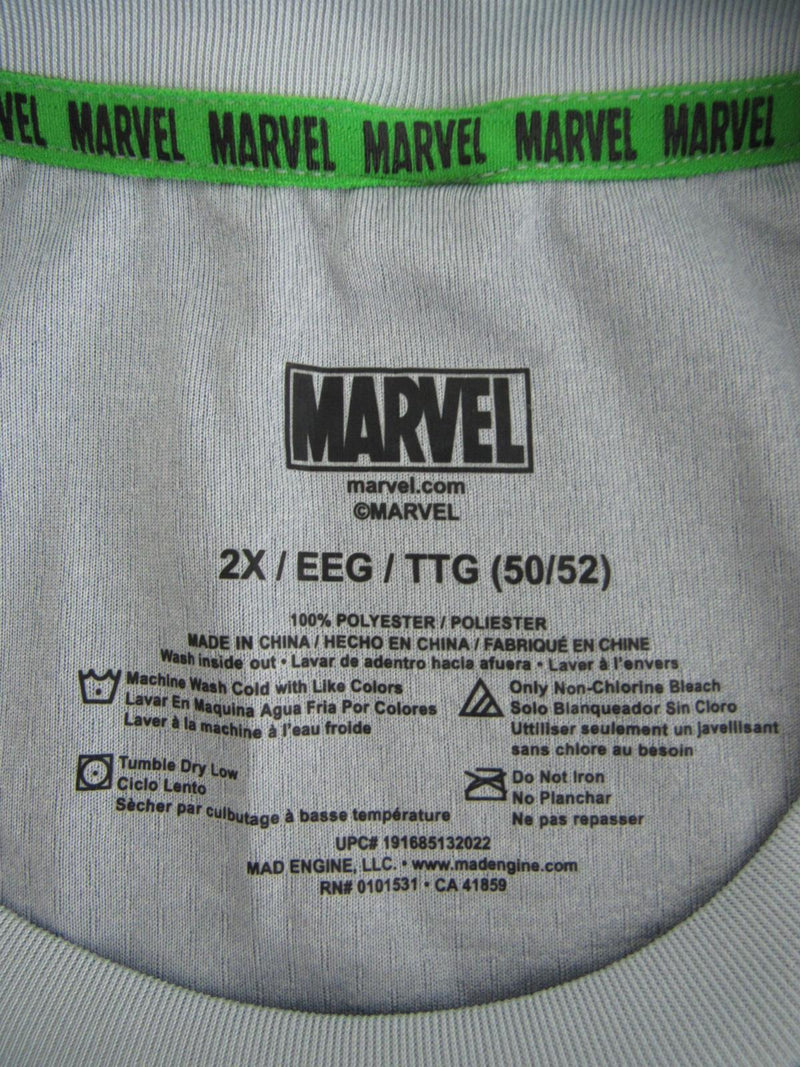 VEL MARVEL MARVEL MARVEL MARVEL MARVEL
MARVEL
marvel.com
©MARVEL
2X / EEG / TTG (50/52)
100% POLYESTER / POLIESTER
MADE IN CHINA / HECHO EN CHINA / FABRIQUÉ EN CHINE
Wash inside out • Lavar de adentro hacia afuera • Laver à l'envers
Machine Wash Cold with Like Colors
Lavar En Maquina Agua Fria Por Colores
Laver à la machine à l'eau froide
Only Non-Chlorine Bleach
Solo Blanqueador Sin Cloro
Uttiliser seulement un javellisant
sans chlore au besoin
Tumble Dry Low
Ciclo Lento
Sècher par culbutage à basse température
Do Not Iron
No Planchar
Ne pas repasser
UPC# 191685132022
MAD ENGINE, LLC. • www.madengine.com
RN# 0101531 • CA 41859